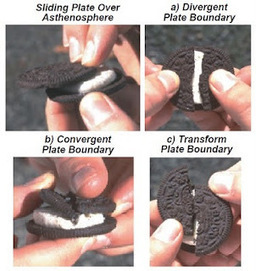 Sliding Plate Over
Asthenosphere
a) Divergent
Plate Boundary
b) Convergent
Plate Boundary
c) Transform
Plate Boundary